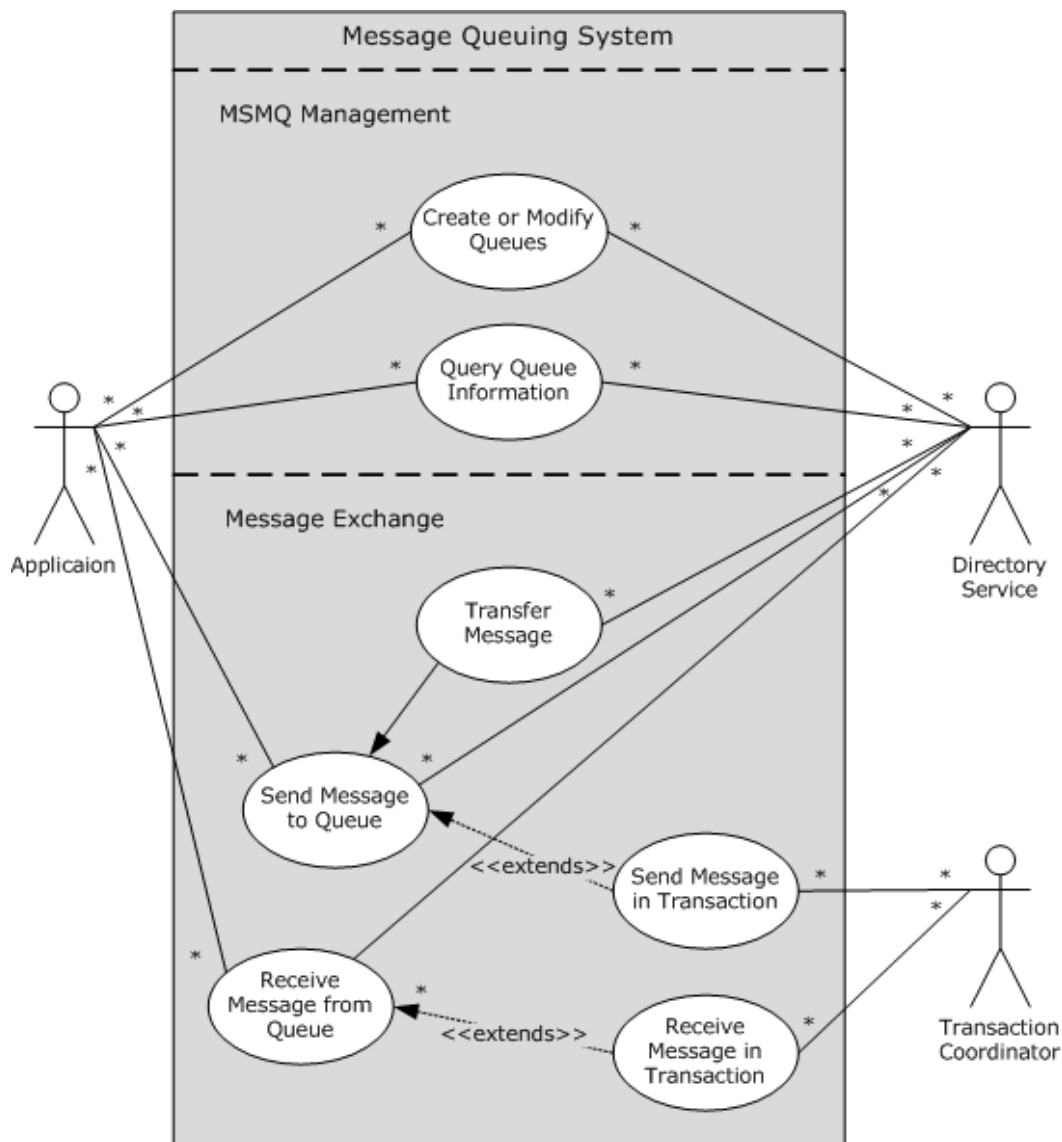 Message Queuing System
MSMQ Management
Create or Modify
Queues
*
*
Query Queue
Information
*
*
*
*
*
*
*
*
*
*
*
*
Applicaion
Directory
Service
Message Exchange
Transfer
Message
*
Send Message
to Queue
*
*
<<extends>>
Send Message
in Transaction
*
*
*
Receive
Message from
Queue
*
*
<<extends>>
Receive
Message in
Transaction
*
Transaction
Coordinator